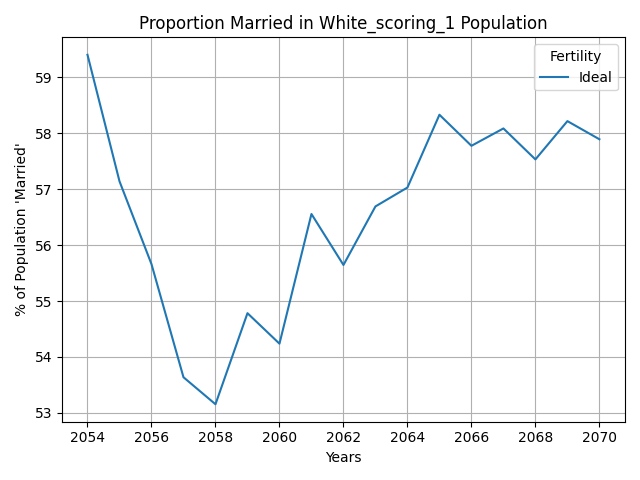 Proportion Married in White_scoring_1 Population
Fertility
Ideal
% of Population 'Married'
59
58
57
56
55
54
53
2054 2056 2058 2060 2062 2064 2066 2068 2070
Years